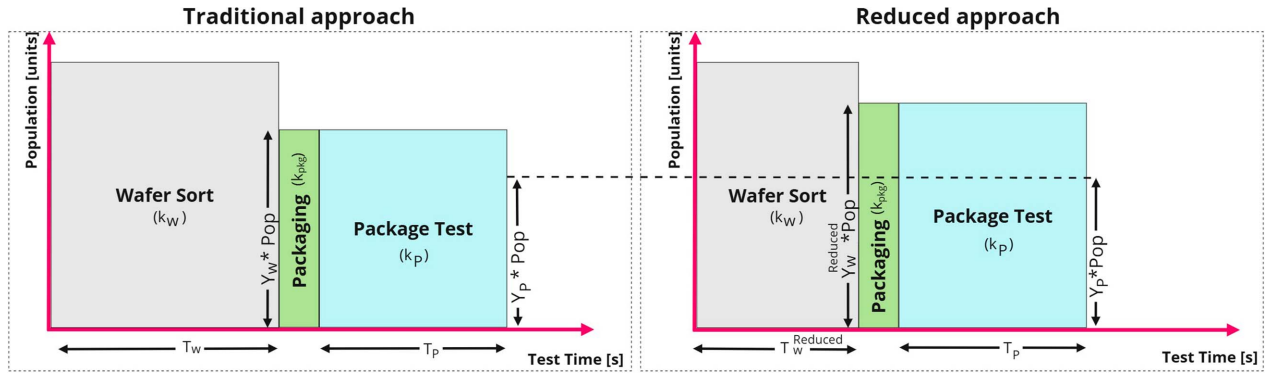 Traditional approach
Population [units]
Wafer Sort
(kW)
YW* Pop
Packaging (kpkg)
Package Test
(kP)
YP* Pop
TW
TP
Test Time [s]
Reduced approach
Population [units]
Wafer Sort
(kW)
YW Reduced *Pop
Packaging (kpkg)
Package Test
(kP)
YP*Pop
TW Reduced
TP
Test Time [s]